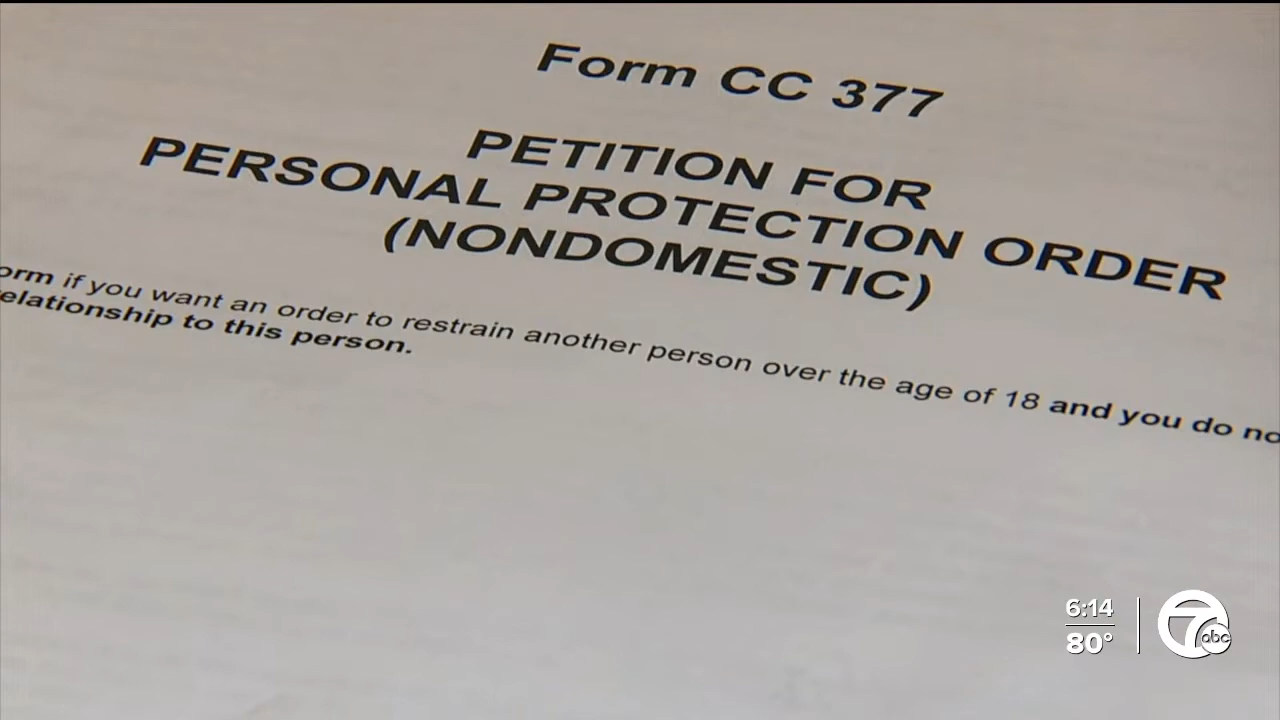 Form CC 377
PETITION FOR
PERSONAL PROTECTION ORDER
(NONDOMESTIC)
orm if you want an order to restrain another person over the age of 18 and you do no
elationship to this person.
6:14
80°
7 abc